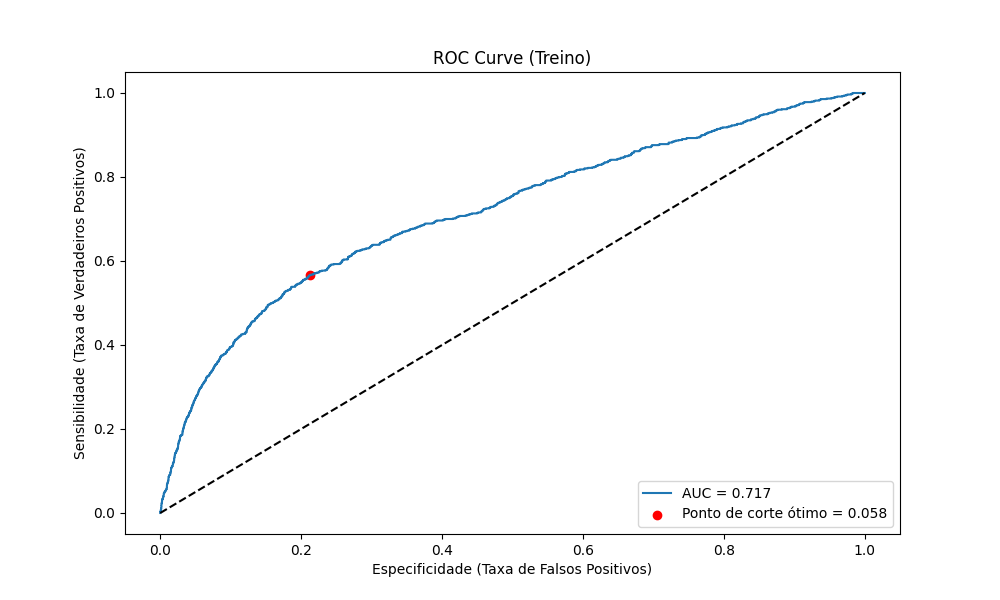 ROC Curve (Treino)
Sensibilidade (Taxa de Verdadeiros Positivos)
1.0
0.8
0.6
0.4
0.2
0.0
AUC = 0.717
Ponto de corte ótimo = 0.058
0.0 0.2 0.4 0.6 0.8 1.0
Especificidade (Taxa de Falsos Positivos)